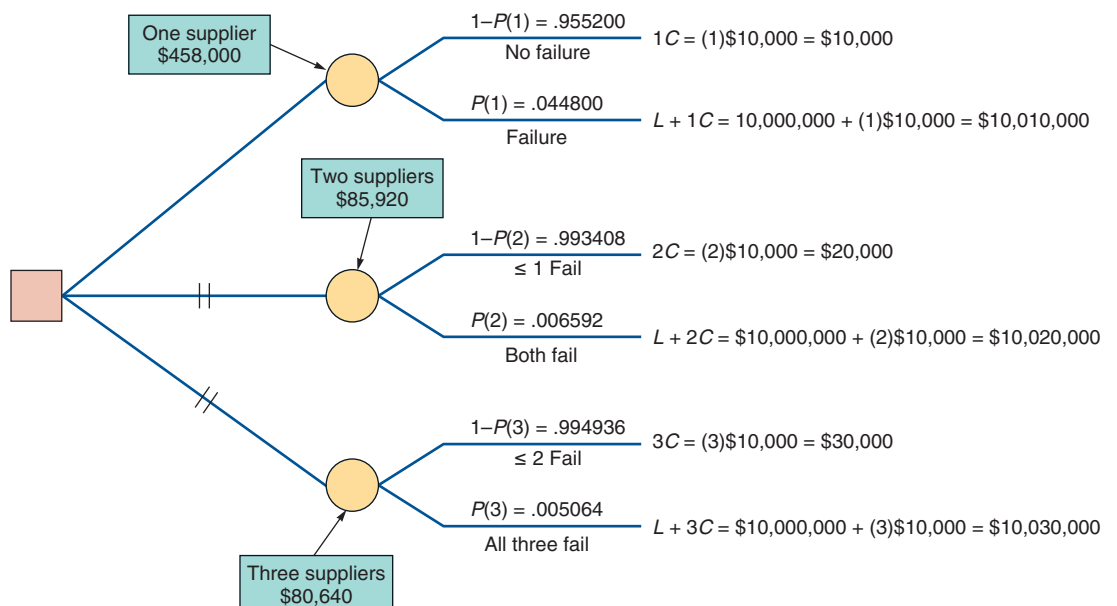 One supplier
$458,000
1–P(1) = .955200
No failure
1C = (1)$10,000 = $10,000
P(1) = .044800
Failure
L + 1C = 10,000,000 + (1)$10,000 = $10,010,000
Two suppliers
$85,920
1–P(2) = .993408
≤ 1 Fail
2C = (2)$10,000 = $20,000
P(2) = .006592
Both fail
L + 2C = $10,000,000 + (2)$10,000 = $10,020,000
1–P(3) = .994936
≤ 2 Fail
3C = (3)$10,000 = $30,000
P(3) = .005064
All three fail
L + 3C = $10,000,000 + (3)$10,000 = $10,030,000
Three suppliers
$80,640